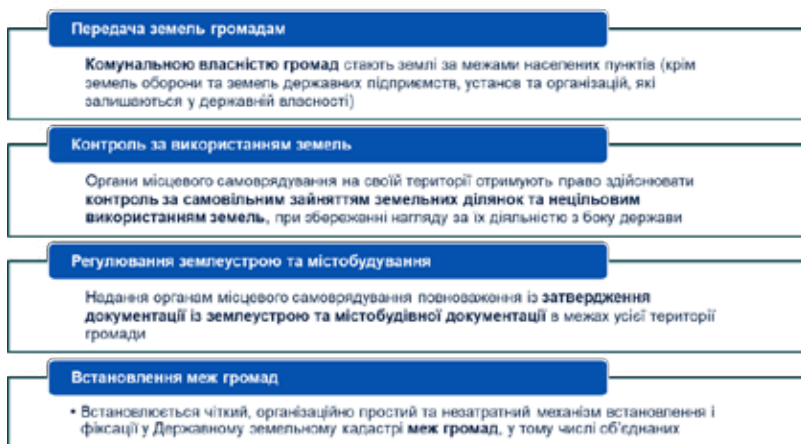 Передача земель громадам
Комунальною власністю громад стають землі за межами населених пунктів (крім
земель оборони та земель державних підприємств, установ та організацій, які
залишаються у державній власності)
Контроль за використанням земель
Органи місцевого самоврядування на своїй території отримують право здійснювати
контроль за самовільним зайняттям земельних ділянок та нецільовим
використанням земель, при збереженні нагляду за їх діяльністю з боку держави
Регулювання землеустрою та містобудування
Надання органам місцевого самоврядування повноваження із затвердження
документації із землеустрою та містобудівної документації в межах усієї території
громади
Встановлення меж громад
• Встановлюється чіткий, організаційно простий та незатратний механізм встановлення і
фіксації у Державному земельному кадастрі меж громад, у тому числі об'єднаних